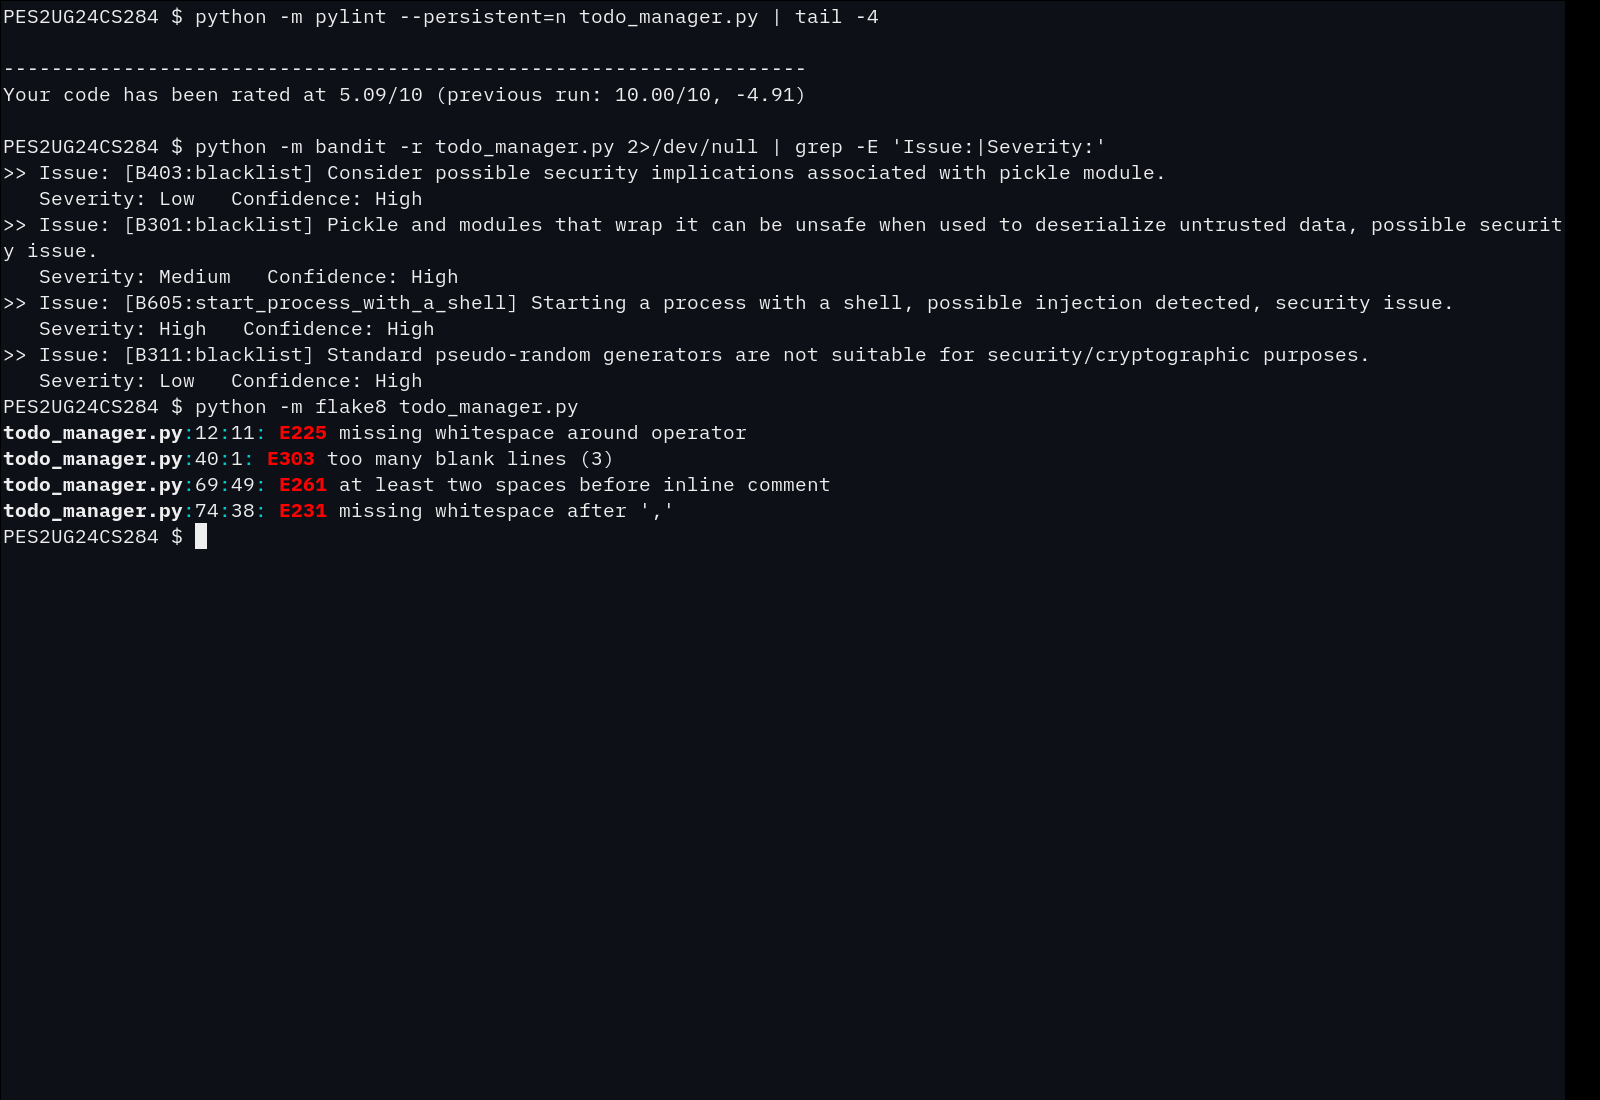 PES2UG24CS284 $ python -m pylint --persistent=n todo_manager.py | tail -4

-------------------------------------------------------------------
Your code has been rated at 5.09/10 (previous run: 10.00/10, -4.91)

PES2UG24CS284 $ python -m bandit -r todo_manager.py 2>/dev/null | grep -E 'Issue:|Severity:'
>> Issue: [B403:blacklist] Consider possible security implications associated with pickle module.
   Severity: Low   Confidence: High
>> Issue: [B301:blacklist] Pickle and modules that wrap it can be unsafe when used to deserialize untrusted data, possible securit
y issue.
   Severity: Medium   Confidence: High
>> Issue: [B605:start_process_with_a_shell] Starting a process with a shell, possible injection detected, security issue.
   Severity: High   Confidence: High
>> Issue: [B311:blacklist] Standard pseudo-random generators are not suitable for security/cryptographic purposes.
   Severity: Low   Confidence: High
PES2UG24CS284 $ python -m flake8 todo_manager.py
todo_manager.py:12:11: E225 missing whitespace around operator
todo_manager.py:40:1: E303 too many blank lines (3)
todo_manager.py:69:49: E261 at least two spaces before inline comment
todo_manager.py:74:38: E231 missing whitespace after ','
PES2UG24CS284 $